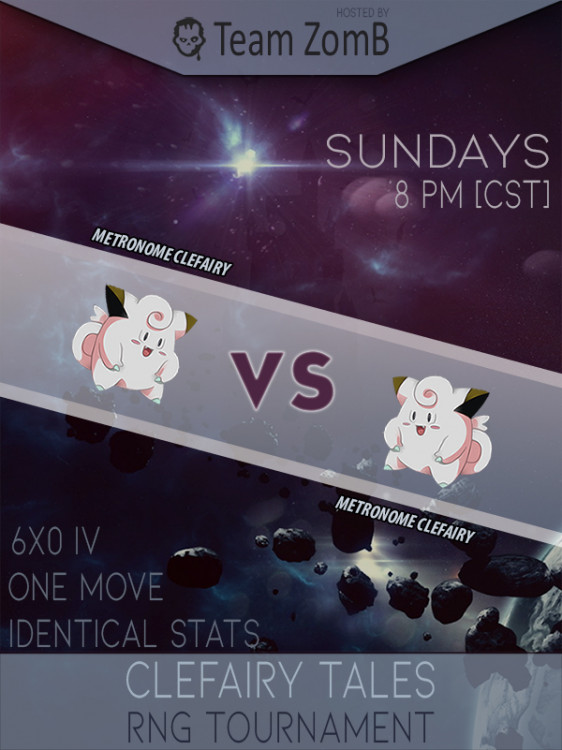 HOSTED BY
Team ZomB
SUNDAYS
8 PM [CST]
METRONOME CLEFAIRY
VS
METRONOME CLEFAIRY
6X0 IV
ONE MOVE
IDENTICAL STATS
CLEFAIRY TALES
RNG TOURNAMENT